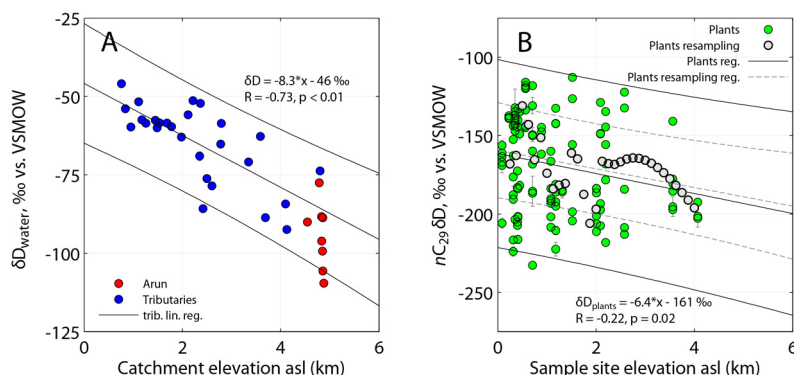 A
δD = -8.3*x - 46 ‰
R = -0.73, p < 0.01
Arun
Tributaries
trib. lin. reg.
0
-25
-50
-75
-100
-125
0
2
4
6
δDwater, ‰ vs. VSMOW
Catchment elevation asl (km)
B
Plants
Plants resampling
Plants reg.
Plants resampling reg.
δDplants = -6.4*x - 161 ‰
R = -0.22, p = 0.02
-100
-150
-200
-250
0
2
4
6
nC29 δD, ‰ vs. VSMOW
Sample site elevation asl (km)